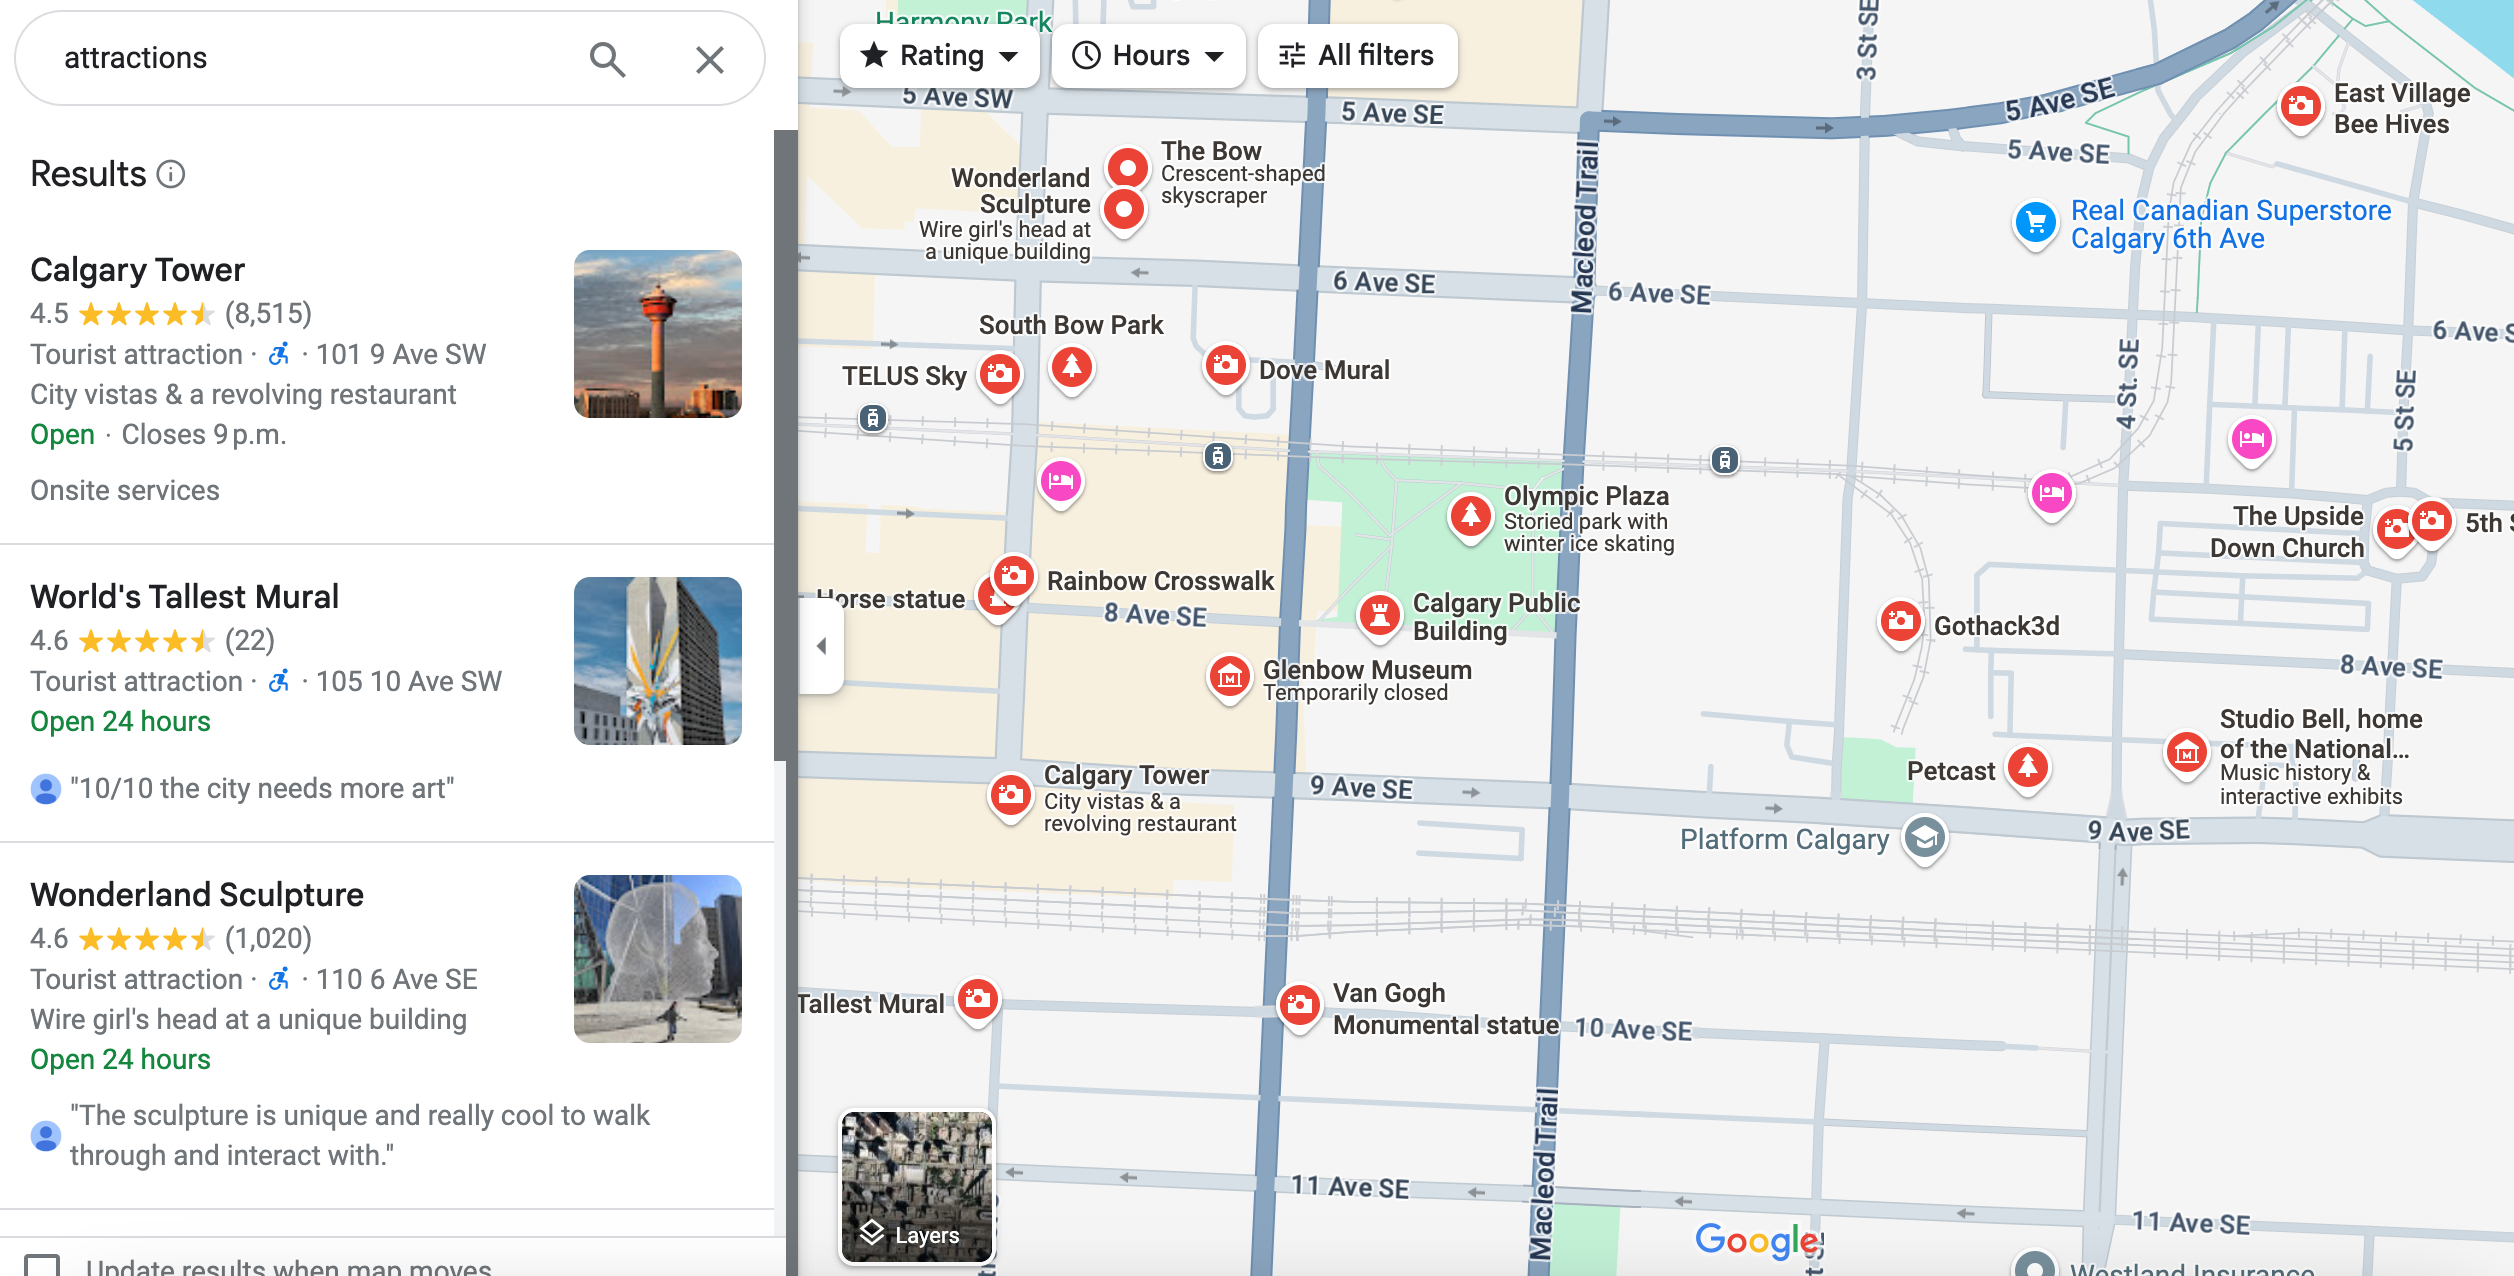 attractions
Results
Calgary Tower
4.5 (8,515)
Tourist attraction · · 101 9 Ave SW
City vistas & a revolving restaurant
Open · Closes 9 p.m.
Onsite services
World's Tallest Mural
4.6 (22)
Tourist attraction · · 105 10 Ave SW
Open 24 hours
"10/10 the city needs more art"
Wonderland Sculpture
4.6 (1,020)
Tourist attraction · · 110 6 Ave SE
Wire girl's head at a unique building
Open 24 hours
"The sculpture is unique and really cool to walk
through and interact with."
Update results when map moves
Harmony Park
Rating
Hours
All filters
5 Ave SW
5 Ave SE
3 St SE
5 Ave SE
5 Ave SE
East Village
Bee Hives
The Bow
Crescent-shaped
skyscraper
Wonderland
Sculpture
Wire girl's head at
a unique building
Macleod Trail
Real Canadian Superstore
Calgary 6th Ave
6 Ave SE
6 Ave SE
6 Ave S
South Bow Park
TELUS Sky
Dove Mural
4 St. SE
5 St SE
Olympic Plaza
Storied park with
winter ice skating
The Upside
Down Church
5th S
Rainbow Crosswalk
Horse statue
8 Ave SE
Calgary Public
Building
Gothack3d
8 Ave SE
Glenbow Museum
Temporarily closed
Studio Bell, home
of the National...
Music history &
interactive exhibits
Petcast
Calgary Tower
City vistas & a
revolving restaurant
9 Ave SE
Platform Calgary
9 Ave SE
Tallest Mural
Van Gogh
Monumental statue
10 Ave SE
Macleod Trail
11 Ave SE
11 Ave SE
Layers
Google
Westland Insurance